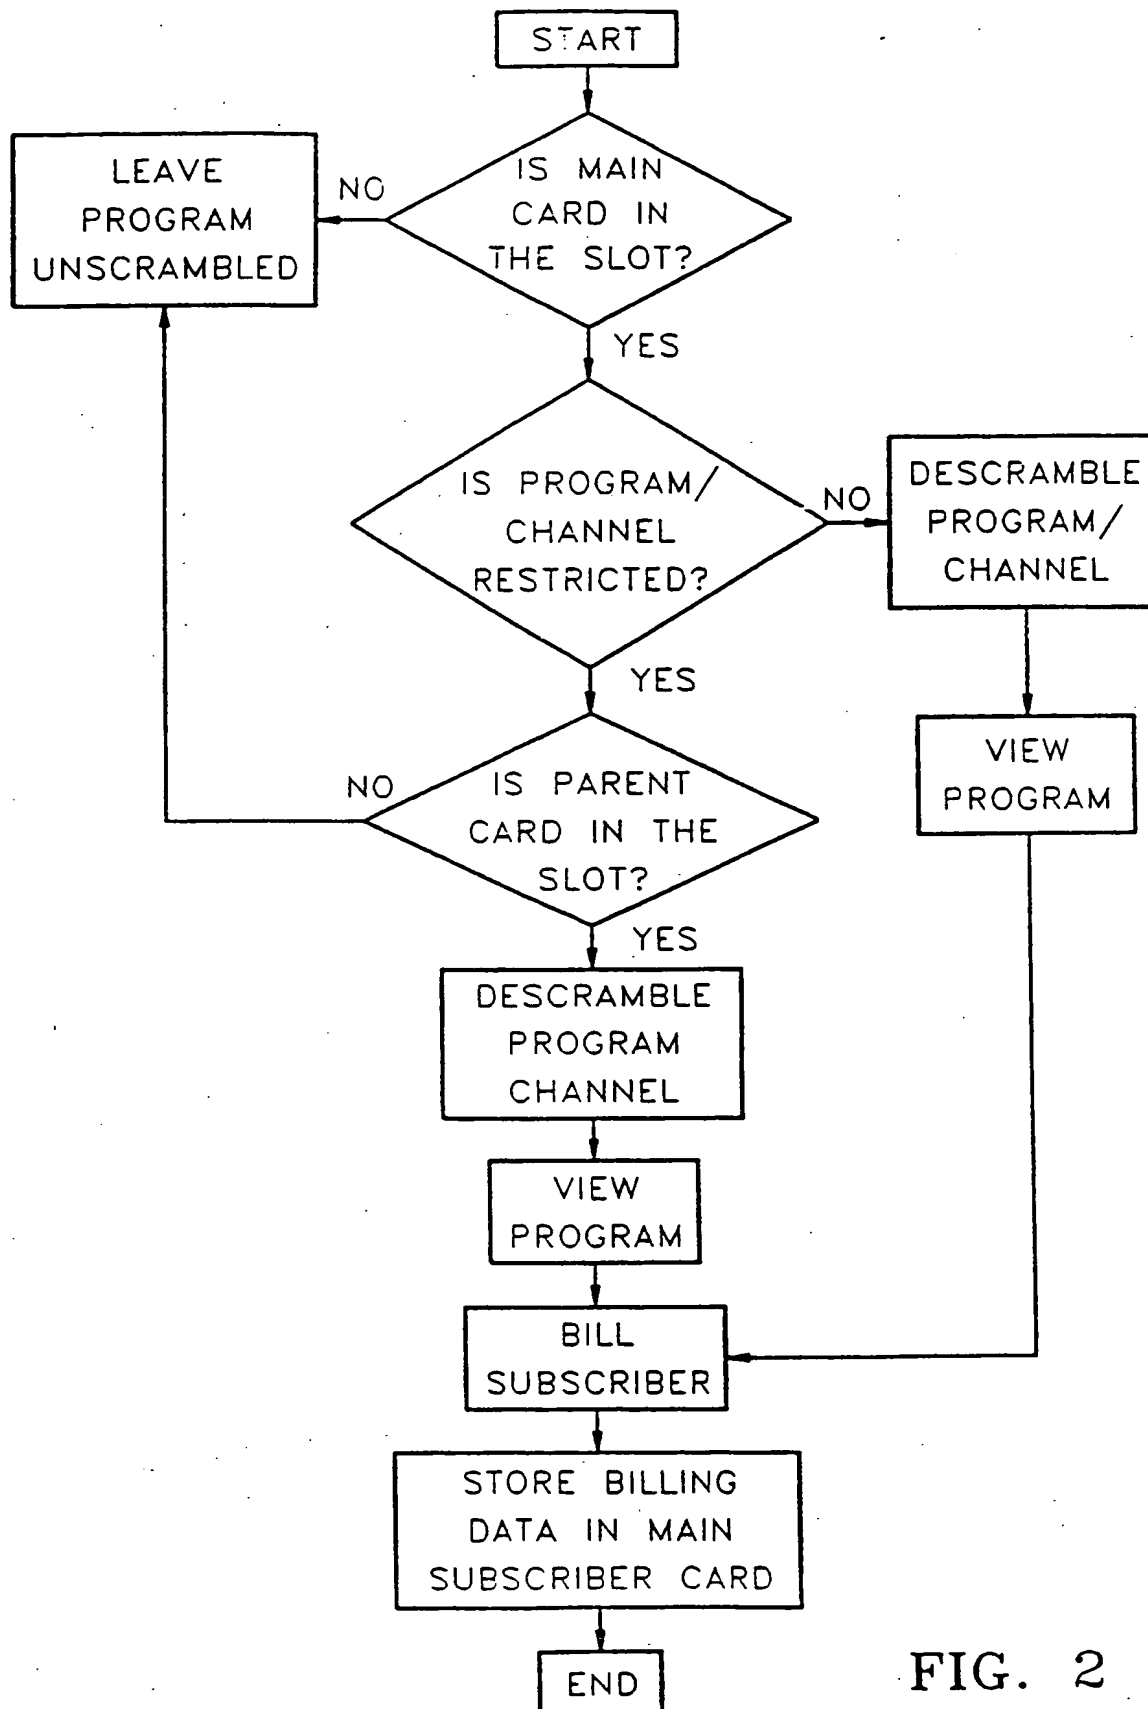 START
IS MAIN
CARD IN
THE SLOT?
NO
LEAVE
PROGRAM
UNSCRAMBLED
YES
IS PROGRAM/
CHANNEL
RESTRICTED?
NO
DESCRAMBLE
PROGRAM/
CHANNEL
VIEW
PROGRAM
YES
IS PARENT
CARD IN THE
SLOT?
NO
YES
DESCRAMBLE
PROGRAM
CHANNEL
VIEW
PROGRAM
BILL
SUBSCRIBER
STORE BILLING
DATA IN MAIN
SUBSCRIBER CARD
END
FIG. 2